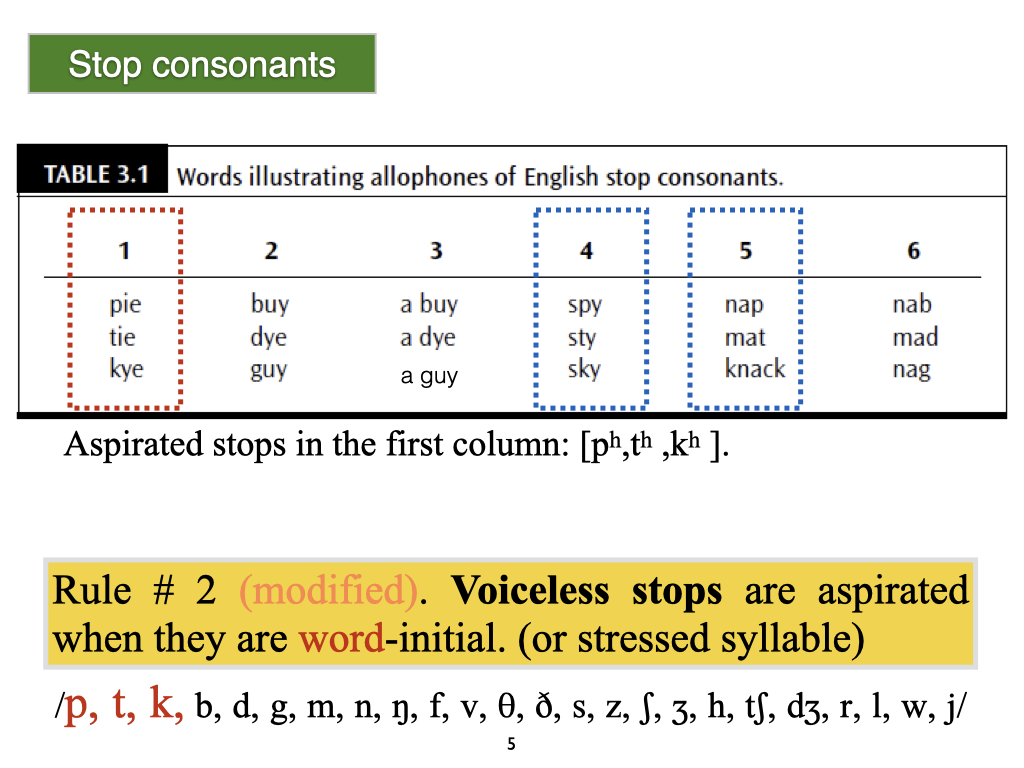 Stop consonants
TABLE 3.1 Words illustrating allophones of English stop consonants.
1 2 3 4 5 6
pie buy a buy spy nap nab
tie dye a dye sty mat mad
kye guy a guy sky knack nag
Aspirated stops in the first column: [pʰ,tʰ ,kʰ ].
Rule # 2 (modified). Voiceless stops are aspirated
when they are word-initial. (or stressed syllable)
/p, t, k, b, d, g, m, n, ŋ, f, v, θ, ð, s, z, ʃ, ʒ, h, tʃ, dʒ, r, l, w, j/
5